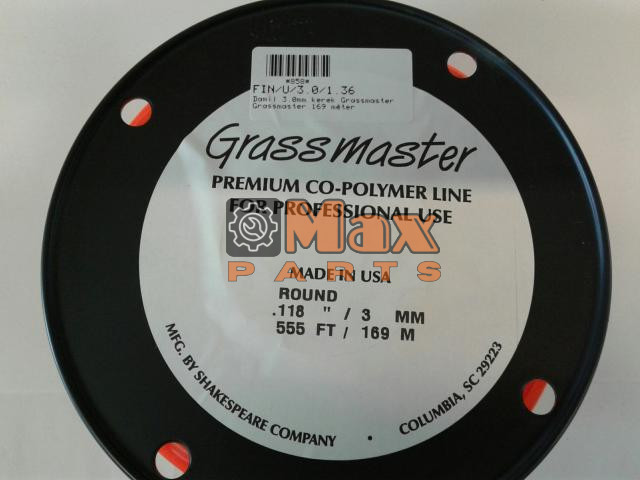 *858*
FIN/U/3.0/1.36
Damil 3.0mm kerek Grassmaster
Grassmaster 169 méter
Grassmaster
PREMIUM CO-POLYMER LINE
FOR PROFESSIONAL USE
Max
PARTS
MADE IN USA
ROUND
.118 " / 3 MM
555 FT / 169 M
MFG. BY SHAKESPEARE COMPANY • COLUMBIA, SC 29223